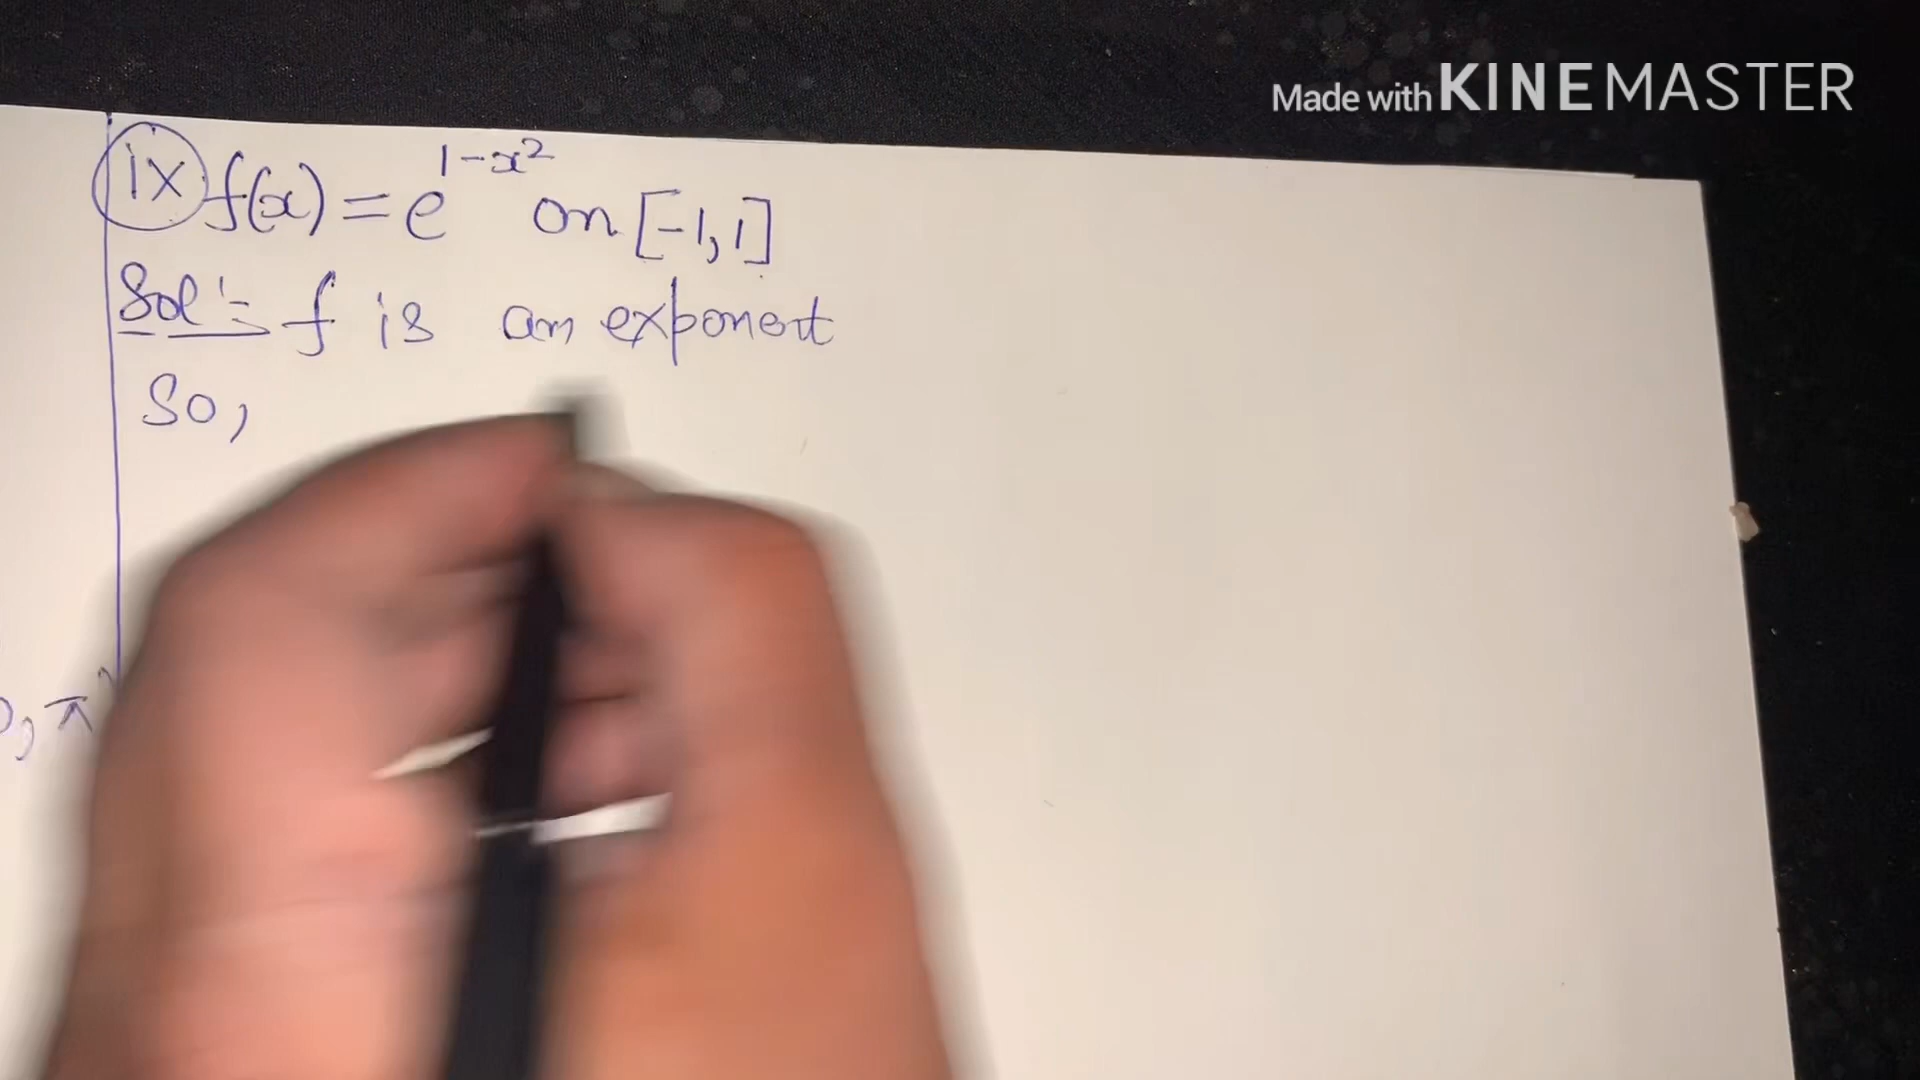 Made with KINEMASTER
ix f(x) = e^{1-x²} on [-1, 1]
Sol:- f is an exponent
So,
, π